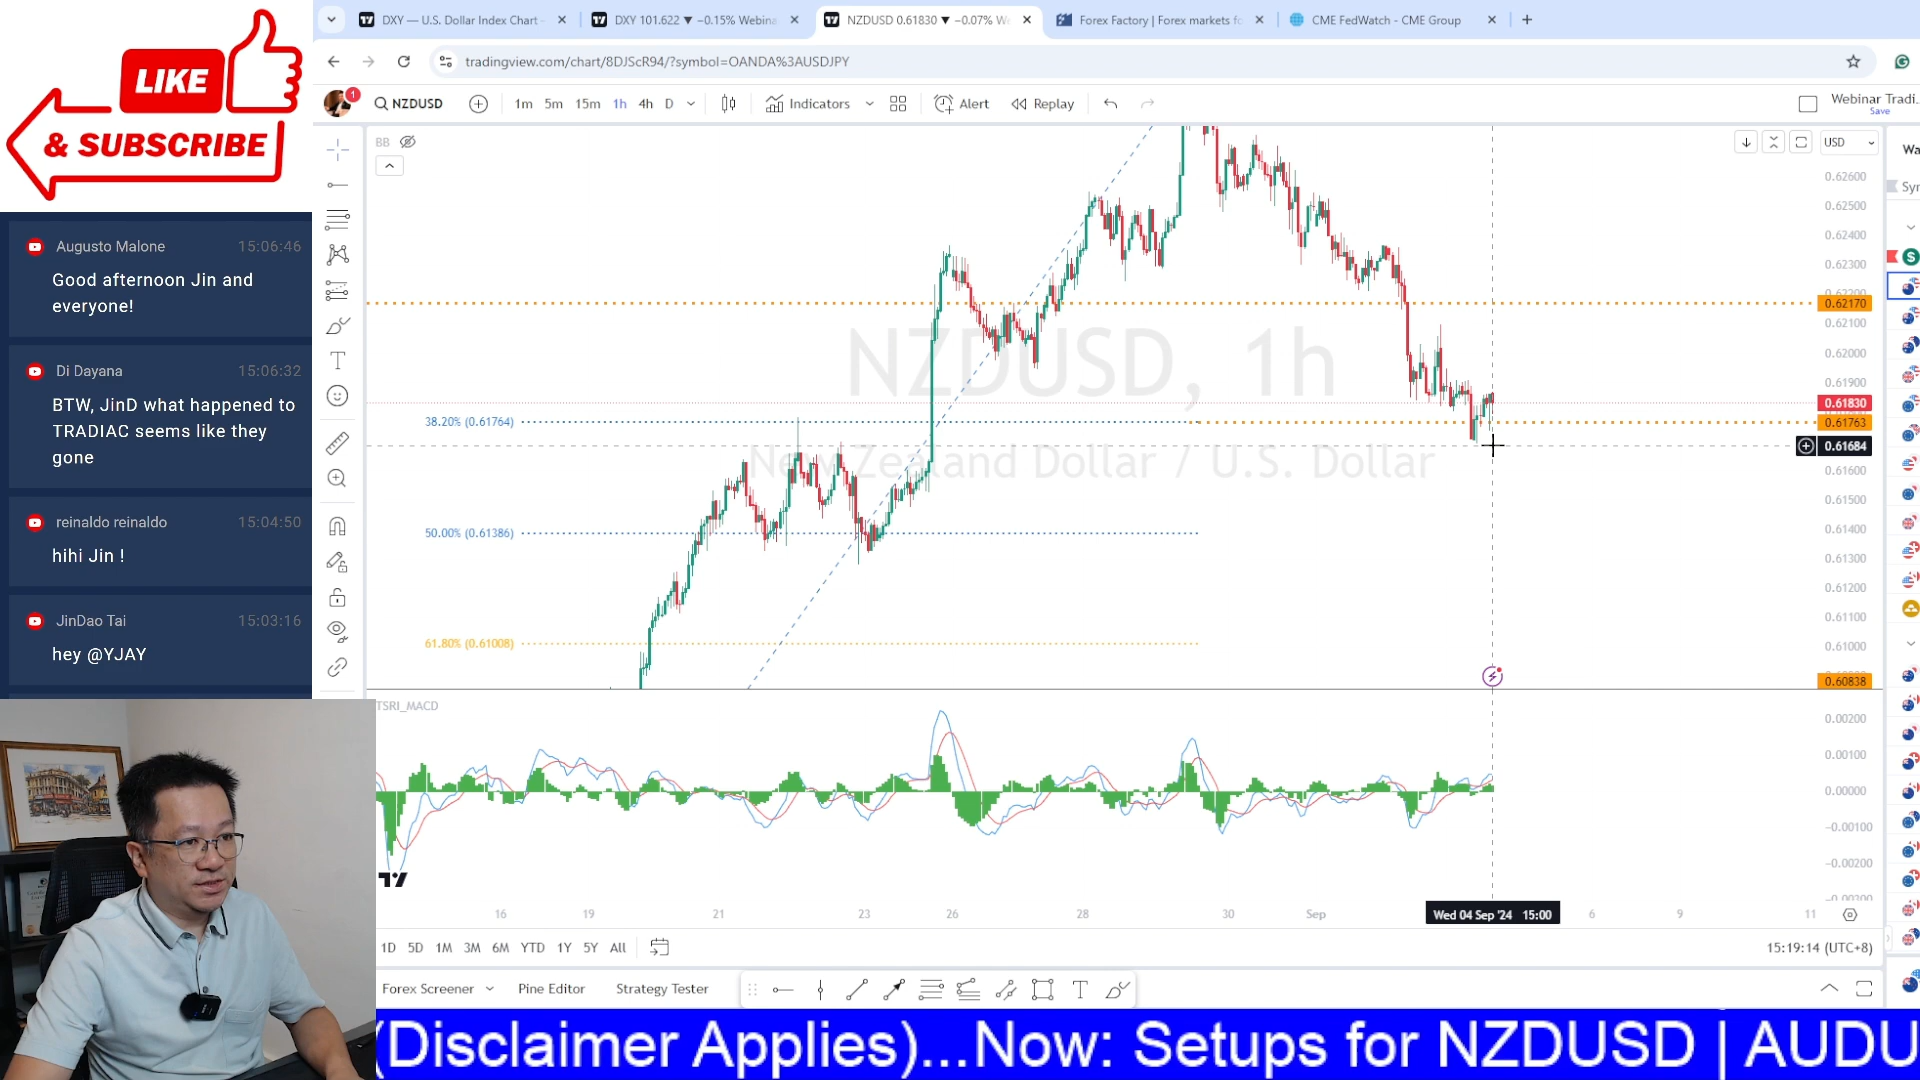 LIKE
& SUBSCRIBE
Augusto Malone 15:06:46
Good afternoon Jin and
everyone!
Di Dayana 15:06:32
BTW, JinD what happened to
TRADIAC seems like they
gone
reinaldo reinaldo 15:04:50
hihi Jin !
JinDao Tai 15:03:16
hey @YJAY
DXY — U.S. Dollar Index Chart
DXY 101.622 ▼ −0.15% Webina
NZDUSD 0.61830 ▼ −0.07% We
Forex Factory | Forex markets fo
CME FedWatch - CME Group
tradingview.com/chart/8DJScR94/?symbol=OANDA%3AUSDJPY
1
NZDUSD
1m 5m 15m 1h 4h D
Indicators
Alert
Replay
Webinar Tradi...
Save
BB
USD
Wa
Syn
NZDUSD, 1h
New Zealand Dollar / U.S. Dollar
38.20% (0.61764)
50.00% (0.61386)
61.80% (0.61008)
0.62600
0.62500
0.62400
0.62300
0.62170
0.62100
0.62000
0.61900
0.61830
0.61763
0.61684
0.61600
0.61500
0.61400
0.61300
0.61200
0.61100
0.61000
0.60838
TSRI_MACD
0.00200
0.00100
0.00000
−0.00100
−0.00200
16 19 21 23 26 28 30 Sep Wed 04 Sep '24 15:00 6 9 11
1D 5D 1M 3M 6M YTD 1Y 5Y All
15:19:14 (UTC+8)
Forex Screener Pine Editor Strategy Tester
(Disclaimer Applies)...Now: Setups for NZDUSD | AUDU